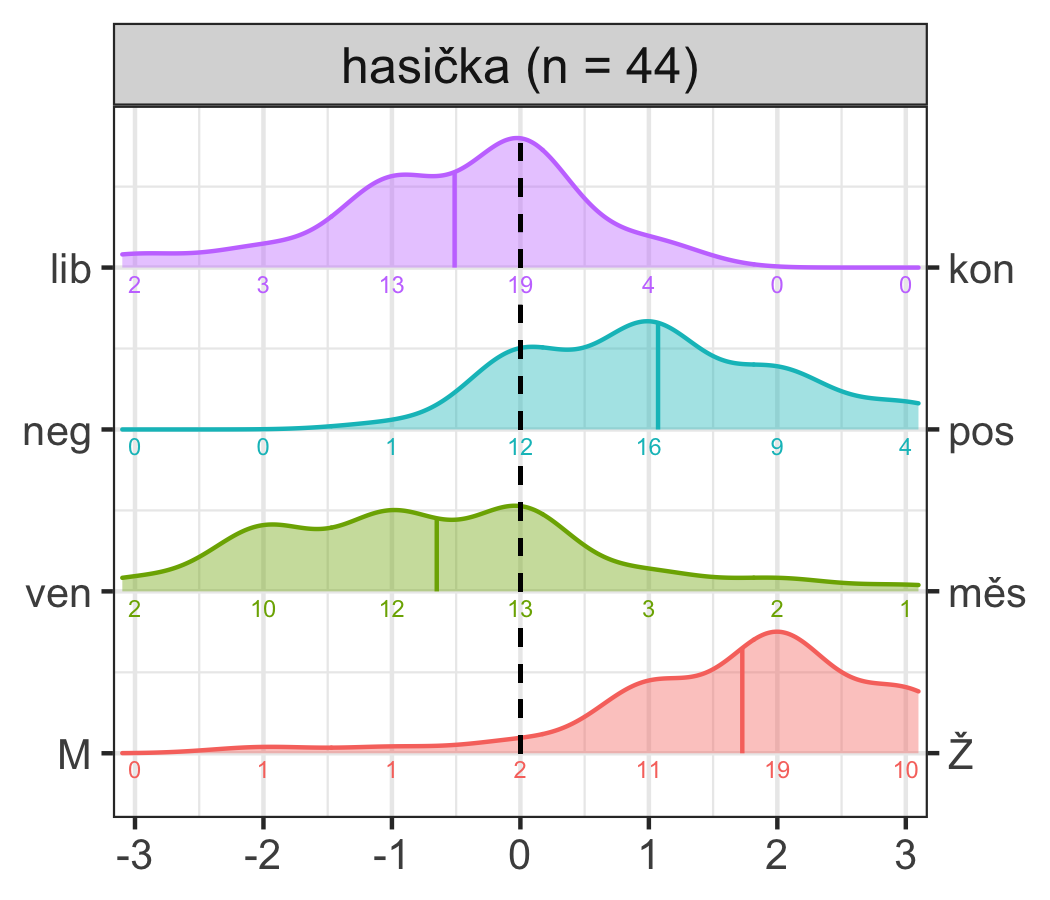 hasička (n = 44)
lib kon
2 3 13 19 4 0 0
neg pos
0 0 1 12 16 9 4
ven měs
2 10 12 13 3 2 1
M Ž
0 1 1 2 11 19 10
-3 -2 -1 0 1 2 3